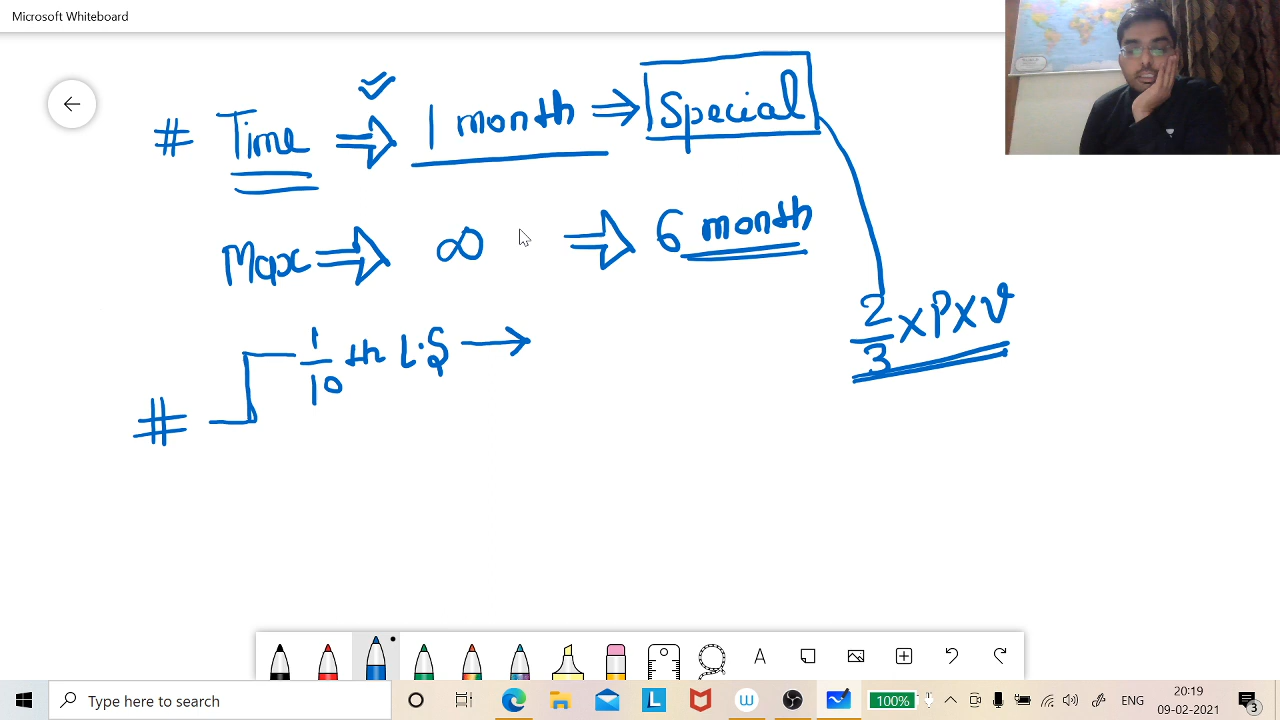 Microsoft Whiteboard
# Time ⇒ 1 month ⇒ Special
Max ⇒ ∞ ⇒ 6 month
2/3 x P x V
# 1/10 th L.S →
A
Type here to search
L
W
100%
ENG
20:19
09-02-2021
3